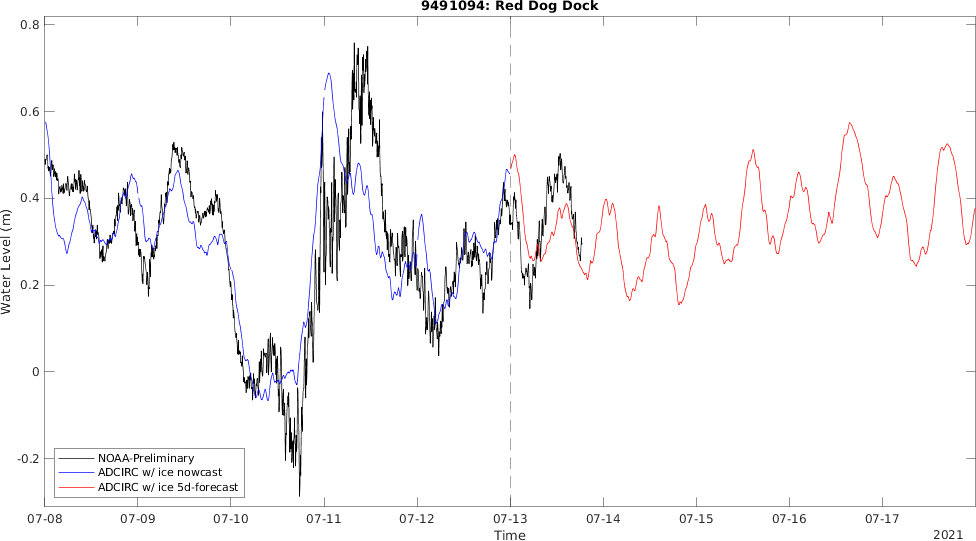 9491094: Red Dog Dock
0.8
0.6
0.4
0.2
0
-0.2
Water Level (m)
NOAA-Preliminary
ADCIRC w/ ice nowcast
ADCIRC w/ ice 5d-forecast
07-08 07-09 07-10 07-11 07-12 07-13 07-14 07-15 07-16 07-17
Time
2021